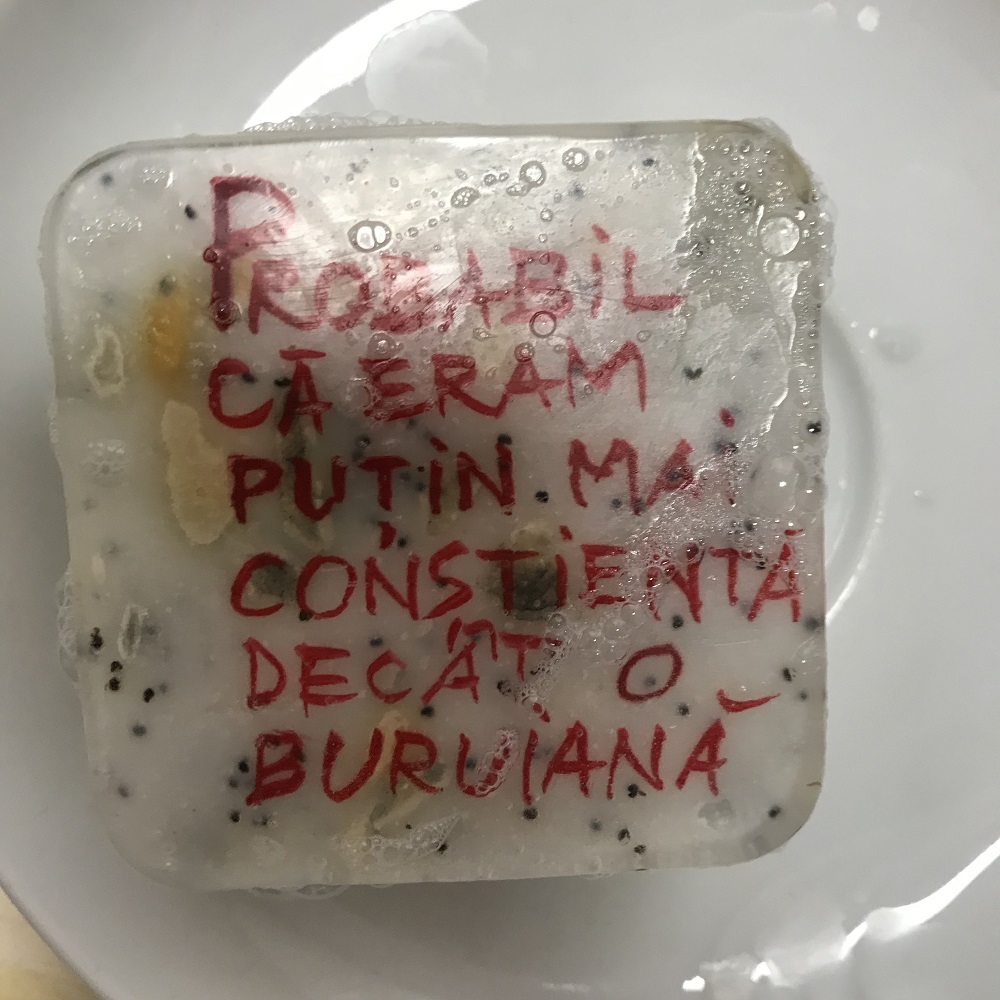 PROBABIL
CĂ ERAM
PUȚIN MAI
CONȘTIENTĂ
DECÂT O
BURUIANĂ